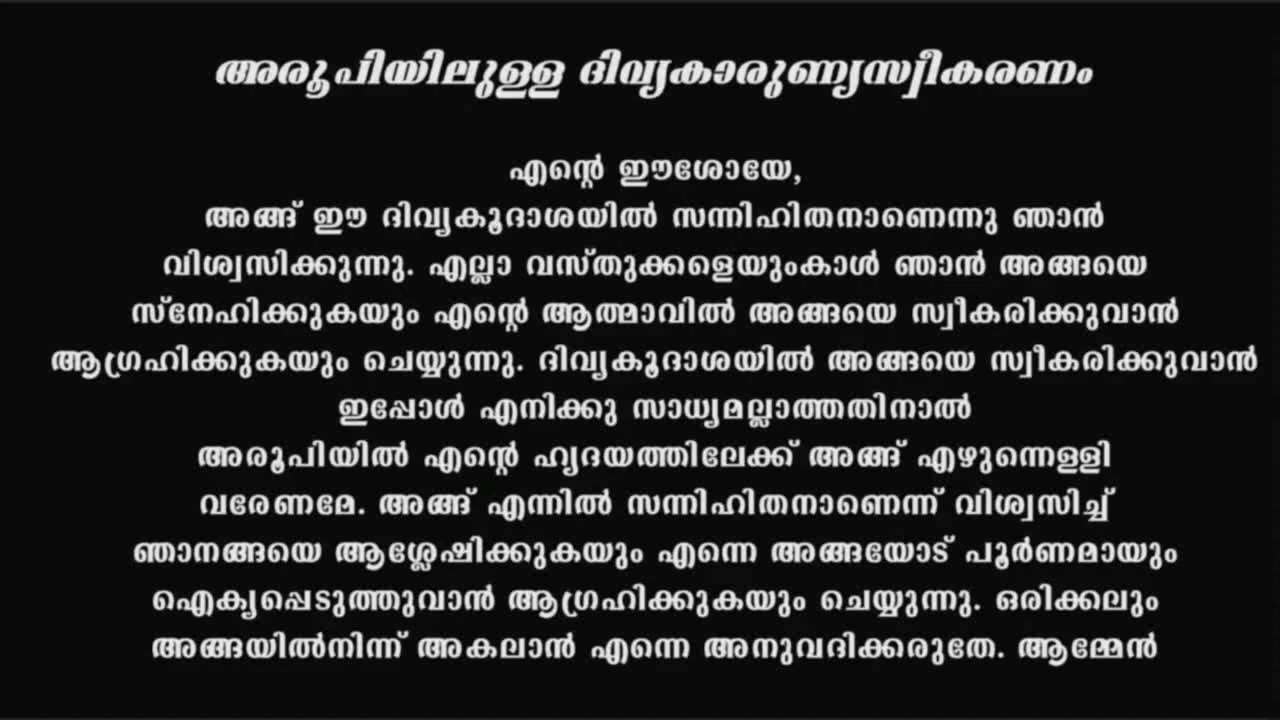 അരൂപിയിലുള്ള ദിവ്യകാരുണ്യസ്വീകരണം
എന്റെ ഈശോയേ,
അങ്ങ് ഈ ദിവ്യകൂദാശയിൽ സന്നിഹിതനാണെന്നു ഞാൻ
വിശ്വസിക്കുന്നു. എല്ലാ വസ്തുക്കളെയുംകാൾ ഞാൻ അങ്ങയെ
സ്നേഹിക്കുകയും എന്റെ ആത്മാവിൽ അങ്ങയെ സ്വീകരിക്കുവാൻ
ആഗ്രഹിക്കുകയും ചെയ്യുന്നു. ദിവ്യകൂദാശയിൽ അങ്ങയെ സ്വീകരിക്കുവാൻ
ഇപ്പോൾ എനിക്കു സാധ്യമല്ലാത്തതിനാൽ
അരൂപിയിൽ എന്റെ ഹൃദയത്തിലേക്ക് അങ്ങ് എഴുന്നെള്ളി
വരേണമേ. അങ്ങ് എന്നിൽ സന്നിഹിതനാണെന്ന് വിശ്വസിച്ച്
ഞാനങ്ങയെ ആശ്ലേഷിക്കുകയും എന്നെ അങ്ങയോട് പൂർണമായും
ഐക്യപ്പെടുത്തുവാൻ ആഗ്രഹിക്കുകയും ചെയ്യുന്നു. ഒരിക്കലും
അങ്ങയിൽനിന്ന് അകലാൻ എന്നെ അനുവദിക്കരുതേ. ആമ്മേൻ